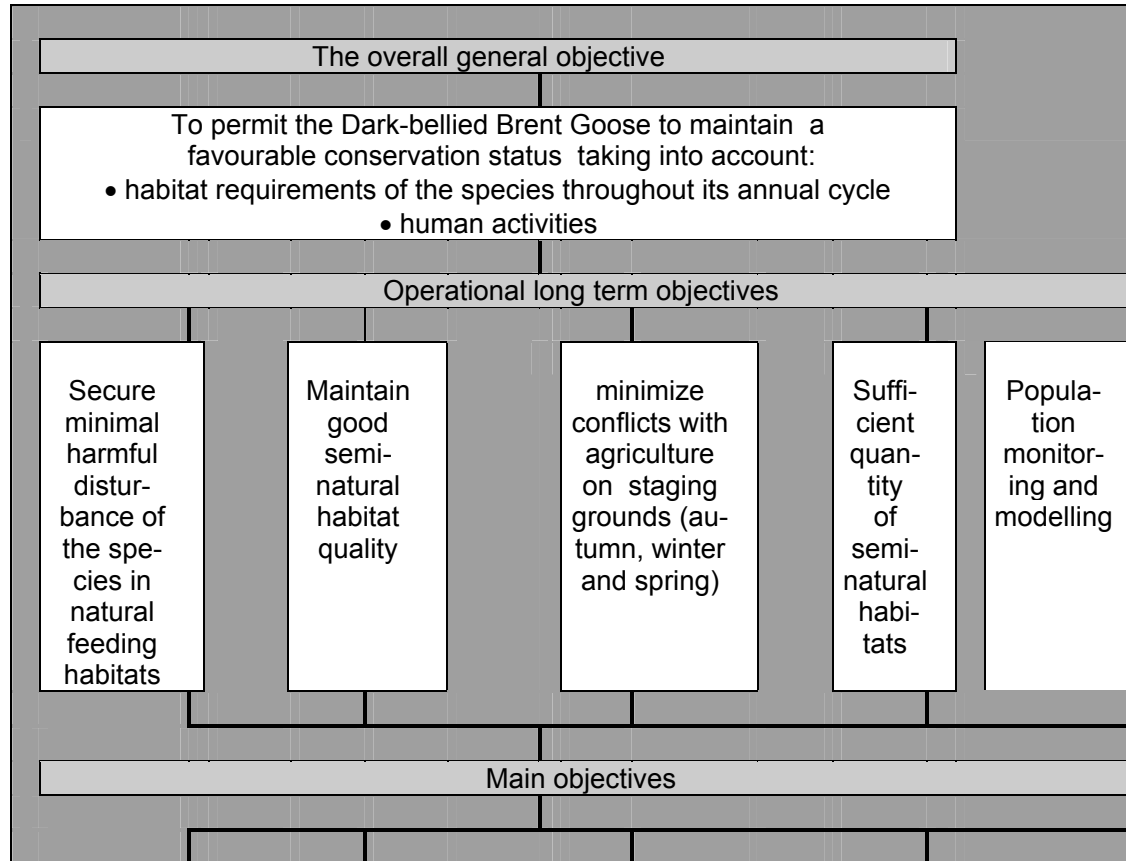 The overall general objective
To permit the Dark-bellied Brent Goose to maintain a
favourable conservation status taking into account:
• habitat requirements of the species throughout its annual cycle
• human activities
Operational long term objectives
Secure
minimal
harmful
distur-
bance of
the spe-
cies in
natural
feeding
habitats
Maintain
good
semi-
natural
habitat
quality
minimize
conflicts with
agriculture
on staging
grounds (au-
tumn, winter
and spring)
Suffi-
cient
quan-
tity
of
semi-
natural
habi-
tats
Popula-
tion
monitor-
ing and
modelling
Main objectives